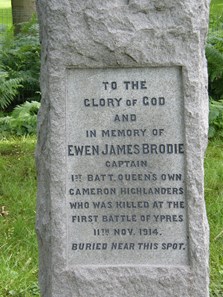 TO THE
GLORY OF GOD
AND
IN MEMORY OF
EWEN JAMES BRODIE
CAPTAIN
1ST BATT. QUEEN'S OWN
CAMERON HIGHLANDERS
WHO WAS KILLED AT THE
FIRST BATTLE OF YPRES
11TH NOV. 1914.
BURIED NEAR THIS SPOT.